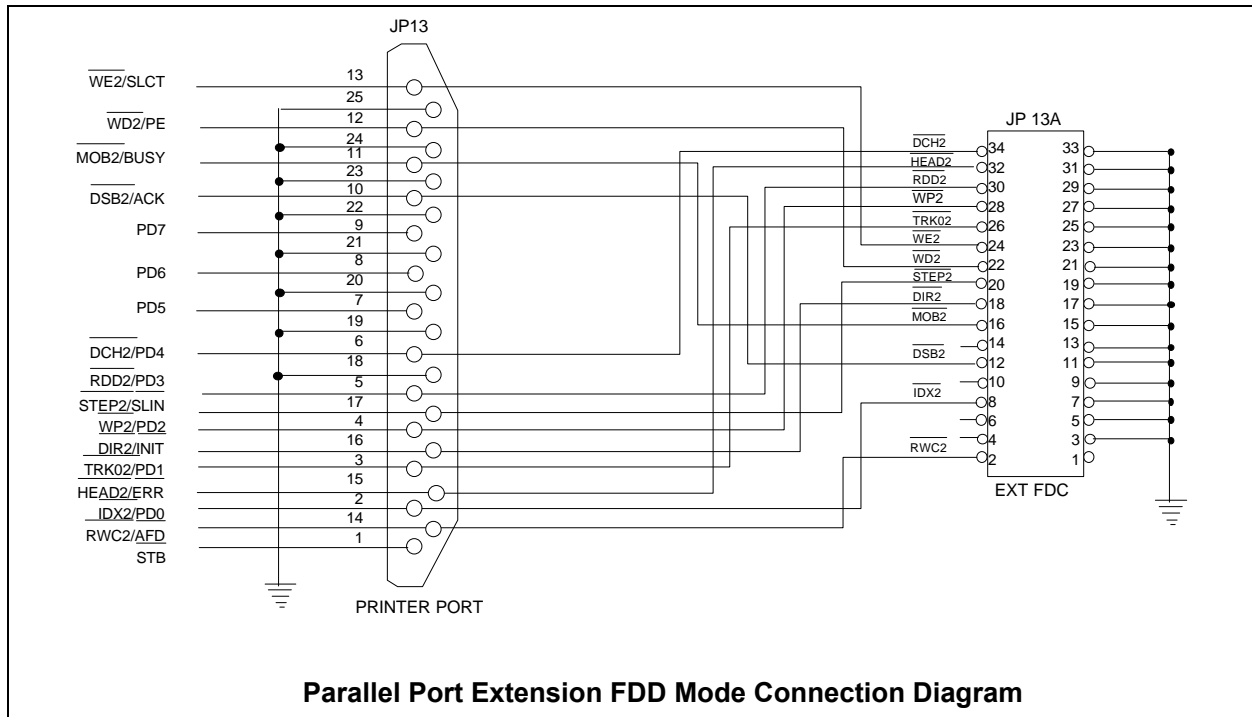 JP13
WE2/SLCT
WD2/PE
MOB2/BUSY
DSB2/ACK
PD7
PD6
PD5
DCH2/PD4
RDD2/PD3
STEP2/SLIN
WP2/PD2
DIR2/INIT
TRK02/PD1
HEAD2/ERR
IDX2/PD0
RWC2/AFD
STB
13
25
12
24
11
23
10
22
9
21
8
20
7
19
6
18
5
17
4
16
3
15
2
14
1
PRINTER PORT
JP 13A
DCH2
HEAD2
RDD2
WP2
TRK02
WE2
WD2
STEP2
DIR2
MOB2
DSB2
IDX2
RWC2
34 33
32 31
30 29
28 27
26 25
24 23
22 21
20 19
18 17
16 15
14 13
12 11
10 9
8 7
6 5
4 3
2 1
EXT FDC
Parallel Port Extension FDD Mode Connection Diagram